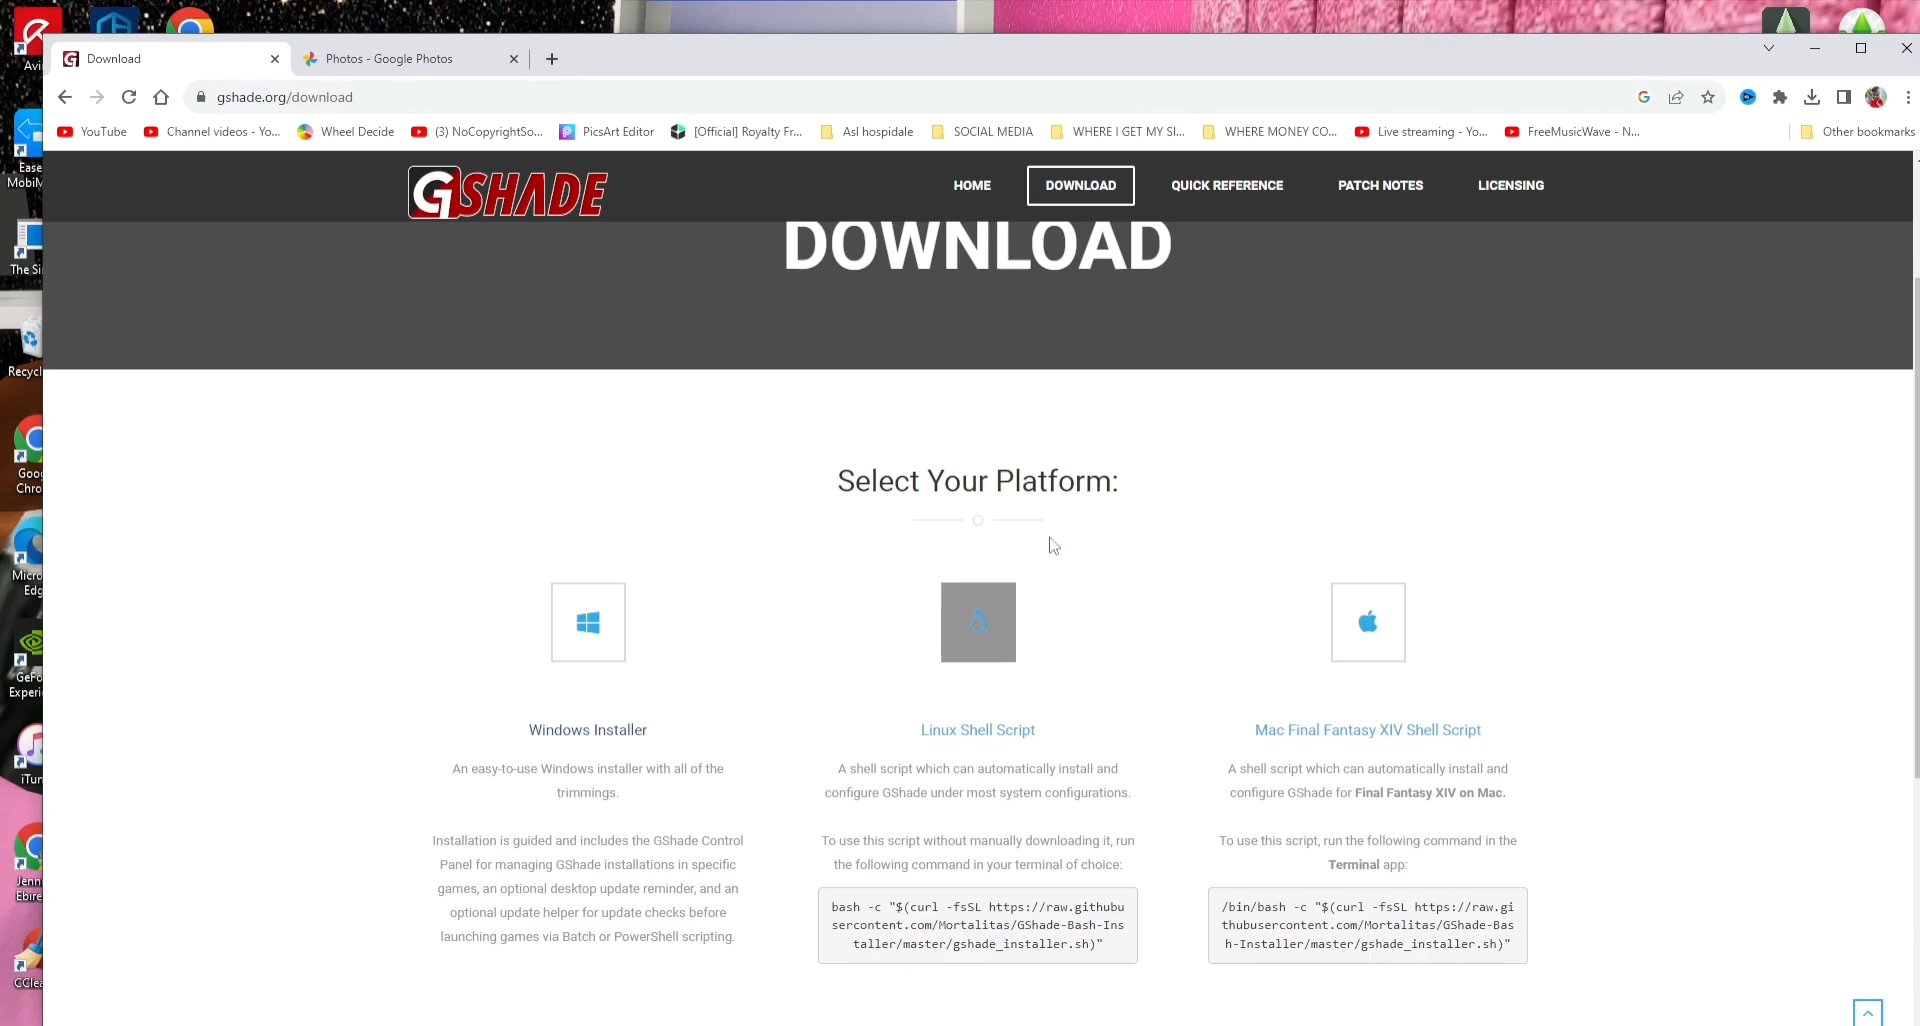 Download
Photos - Google Photos
gshade.org/download
YouTube
Channel videos - Yo...
Wheel Decide
(3) NoCopyrightSo...
PicsArt Editor
[Official] Royalty Fr...
Asl hospidale
SOCIAL MEDIA
WHERE I GET MY SI...
WHERE MONEY CO...
Live streaming - Yo...
FreeMusicWave - N...
Other bookmarks
GSHADE
HOME
DOWNLOAD
QUICK REFERENCE
PATCH NOTES
LICENSING
DOWNLOAD
Select Your Platform:
Windows Installer
An easy-to-use Windows installer with all of the
trimmings.
Installation is guided and includes the GShade Control
Panel for managing GShade installations in specific
games, an optional desktop update reminder, and an
optional update helper for update checks before
launching games via Batch or PowerShell scripting.
Linux Shell Script
A shell script which can automatically install and
configure GShade under most system configurations.
To use this script without manually downloading it, run
the following command in your terminal of choice:
bash -c "$(curl -fsSL https://raw.githubu
sercontent.com/Mortalitas/GShade-Bash-Ins
taller/master/gshade_installer.sh)"
Mac Final Fantasy XIV Shell Script
A shell script which can automatically install and
configure GShade for Final Fantasy XIV on Mac.
To use this script, run the following command in the
Terminal app:
/bin/bash -c "$(curl -fsSL https://raw.gi
thubusercontent.com/Mortalitas/GShade-Bas
h-Installer/master/gshade_installer.sh)"
Avi
Ease
MobiM
The Si
Recycl
Goog
Chro
Micro
Edg
GeFo
Experi
iTun
Jenni
Ebire
CClea